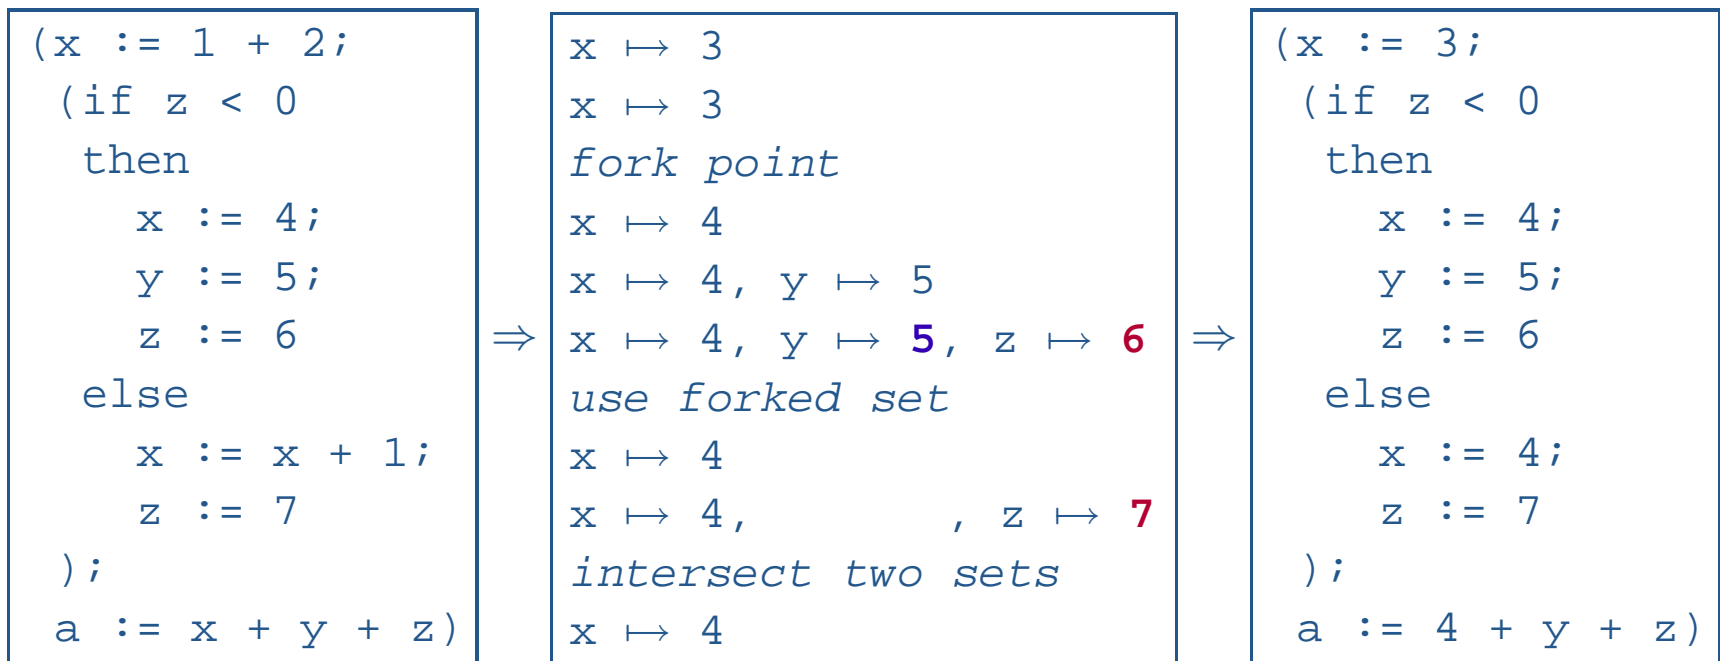 (x := 1 + 2;
(if z < 0
then
x := 4;
y := 5;
z := 6
else
x := x + 1;
z := 7
);
a := x + y + z)
⇒
x ↦ 3
x ↦ 3
fork point
x ↦ 4
x ↦ 4, y ↦ 5
x ↦ 4, y ↦ 5, z ↦ 6
use forked set
x ↦ 4
x ↦ 4,       , z ↦ 7
intersect two sets
x ↦ 4
⇒
(x := 3;
(if z < 0
then
x := 4;
y := 5;
z := 6
else
x := 4;
z := 7
);
a := 4 + y + z)